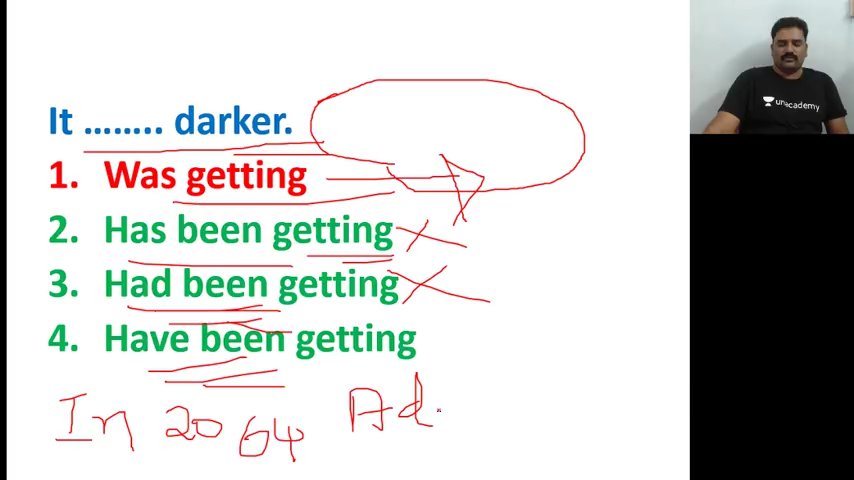 It …….. darker.
1. Was getting
2. Has been getting
3. Had been getting
4. Have been getting
In 2064 Ad
unacademy